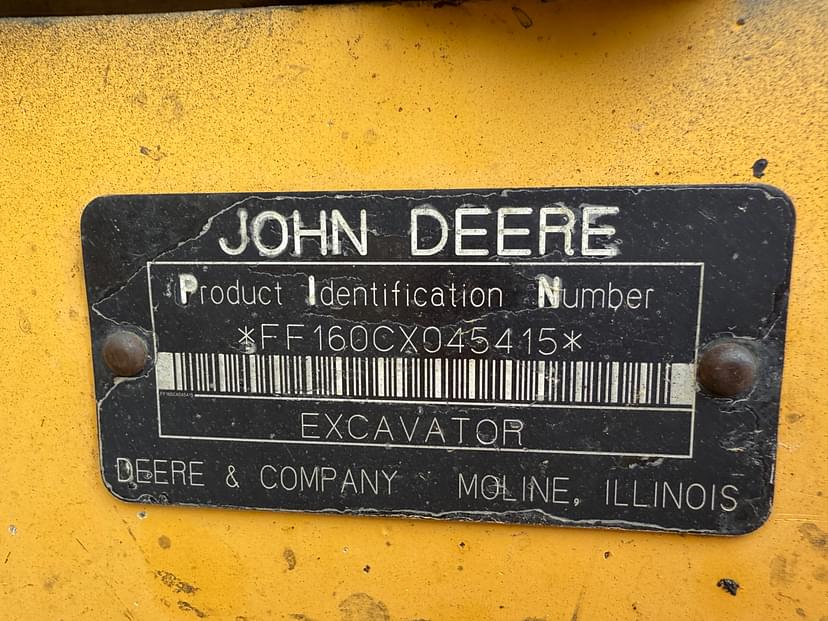 JOHN DEERE
Product Identification Number
*FF160CX045415*
EXCAVATOR
DEERE & COMPANY MOLINE, ILLINOIS